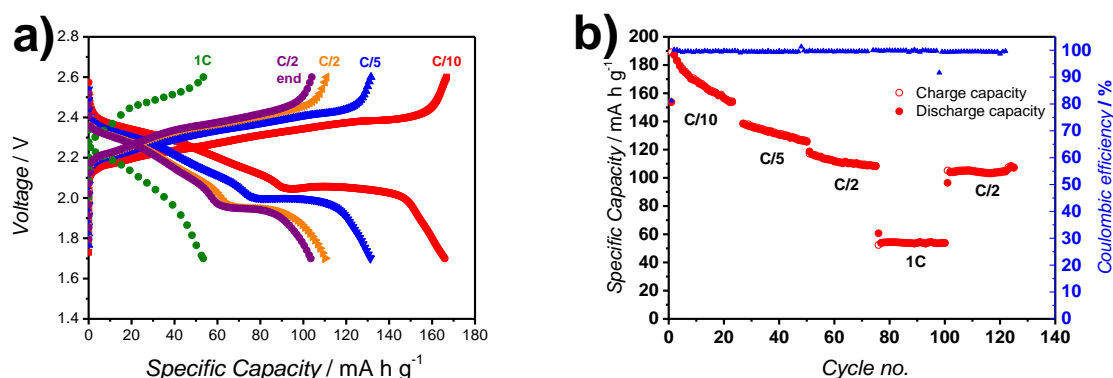 a)
2.8
2.6
2.4
2.2
2.0
1.8
1.6
1.4
Voltage / V
1C
C/2
end
C/2
C/5
C/10
0 20 40 60 80 100 120 140 160 180
Specific Capacity / mA h g-1
b)
200
180
160
140
120
100
80
60
40
20
0
Specific Capacity / mA h g-1
C/10
C/5
C/2
1C
C/2
Charge capacity
Discharge capacity
0 20 40 60 80 100 120 140
Cycle no.
100
90
80
70
60
50
40
30
20
10
0
Coulombic efficiency / %